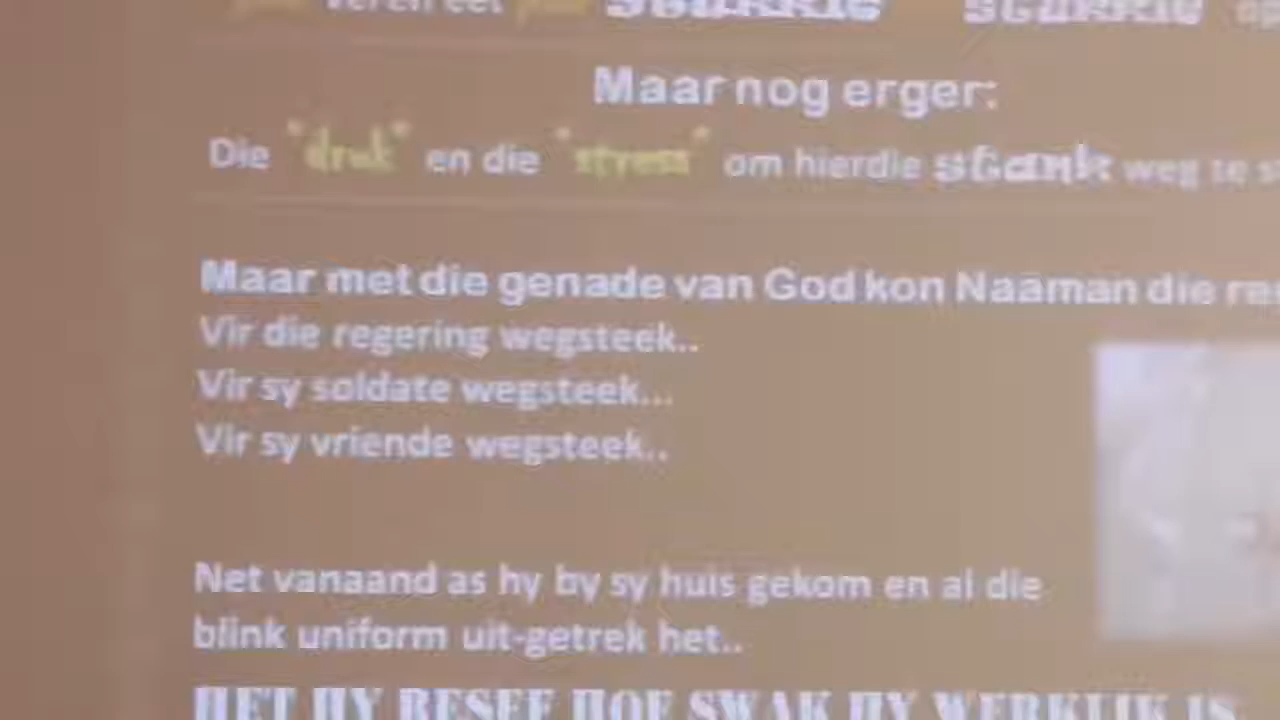 Maar nog erger:
Die "druk" en die "stress" om hierdie stank weg te
Maar met die genade van God kon Naäman die
Vir die regering wegsteek..
Vir sy soldate wegsteek...
Vir sy vriende wegsteek..
Net vanaand as hy by sy huis gekom en al die
blink uniform uit-getrek het..
HET HY BESEF HOE SWAK HY WERKLIK IS